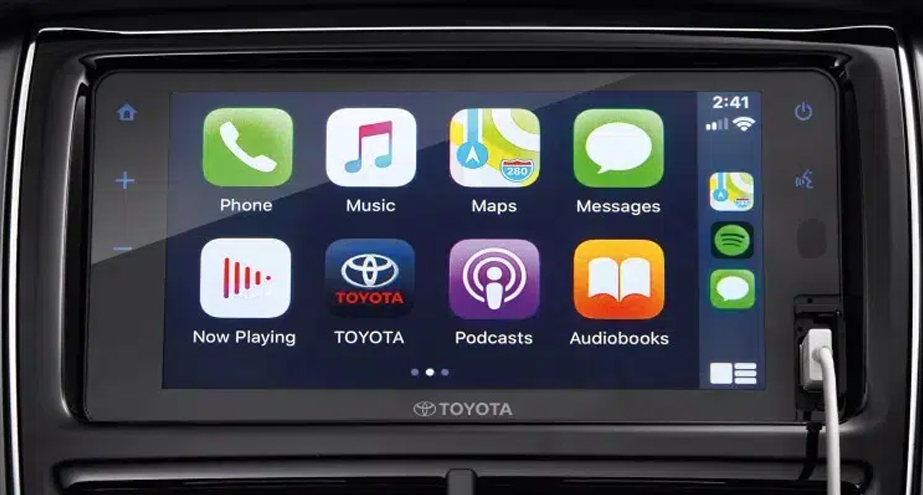 2:41
280
Phone
Music
Maps
Messages
TOYOTA
Now Playing
TOYOTA
Podcasts
Audiobooks
TOYOTA